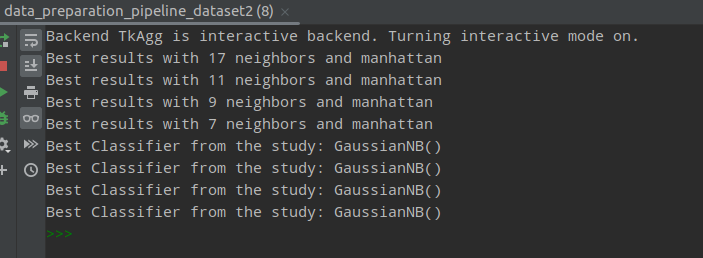 data_preparation_pipeline_dataset2 (8) ×
Backend TkAgg is interactive backend. Turning interactive mode on.
Best results with 17 neighbors and manhattan
Best results with 11 neighbors and manhattan
Best results with 9 neighbors and manhattan
Best results with 7 neighbors and manhattan
Best Classifier from the study: GaussianNB()
Best Classifier from the study: GaussianNB()
Best Classifier from the study: GaussianNB()
Best Classifier from the study: GaussianNB()
>>>